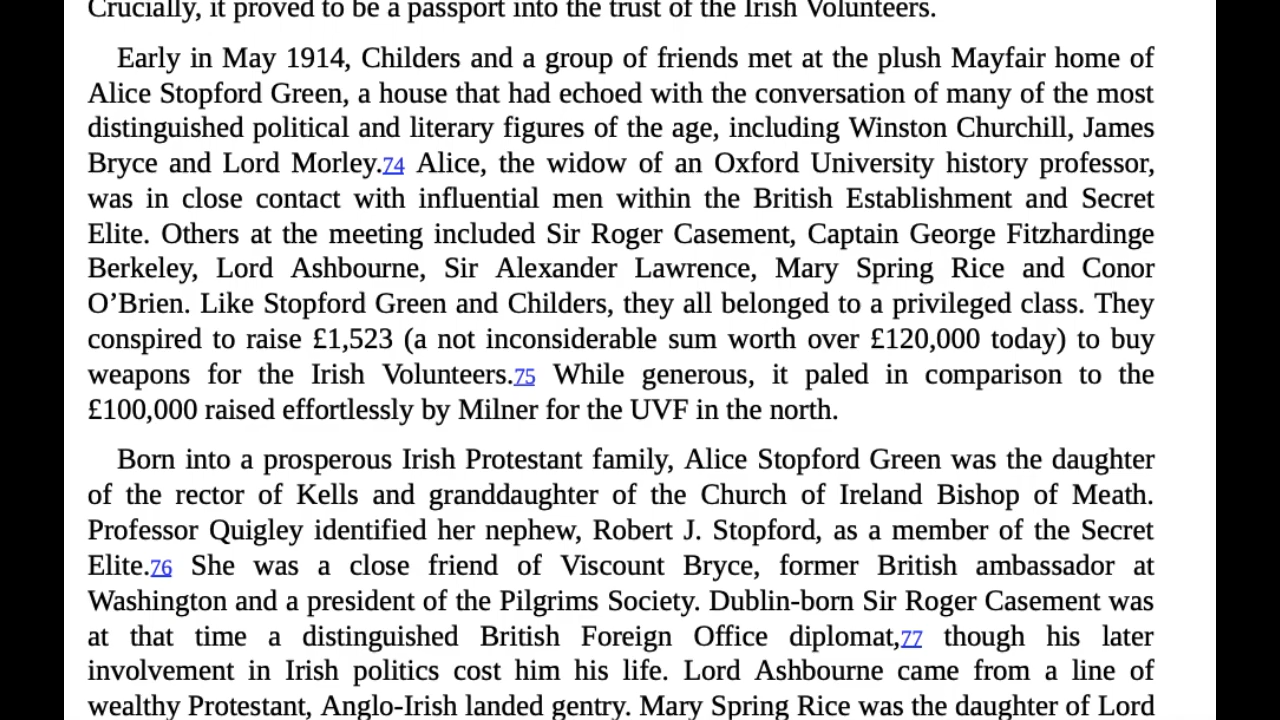 Crucially, it proved to be a passport into the trust of the Irish Volunteers.
Early in May 1914, Childers and a group of friends met at the plush Mayfair home of
Alice Stopford Green, a house that had echoed with the conversation of many of the most
distinguished political and literary figures of the age, including Winston Churchill, James
Bryce and Lord Morley.74 Alice, the widow of an Oxford University history professor,
was in close contact with influential men within the British Establishment and Secret
Elite. Others at the meeting included Sir Roger Casement, Captain George Fitzhardinge
Berkeley, Lord Ashbourne, Sir Alexander Lawrence, Mary Spring Rice and Conor
O’Brien. Like Stopford Green and Childers, they all belonged to a privileged class. They
conspired to raise £1,523 (a not inconsiderable sum worth over £120,000 today) to buy
weapons for the Irish Volunteers.75 While generous, it paled in comparison to the
£100,000 raised effortlessly by Milner for the UVF in the north.
Born into a prosperous Irish Protestant family, Alice Stopford Green was the daughter
of the rector of Kells and granddaughter of the Church of Ireland Bishop of Meath.
Professor Quigley identified her nephew, Robert J. Stopford, as a member of the Secret
Elite.76 She was a close friend of Viscount Bryce, former British ambassador at
Washington and a president of the Pilgrims Society. Dublin-born Sir Roger Casement was
at that time a distinguished British Foreign Office diplomat,77 though his later
involvement in Irish politics cost him his life. Lord Ashbourne came from a line of
wealthy Protestant, Anglo-Irish landed gentry. Mary Spring Rice was the daughter of Lord